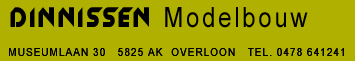 DINNISSEN Modelbouw
MUSEUMLAAN 30 5825 AK OVERLOON TEL. 0478 641241